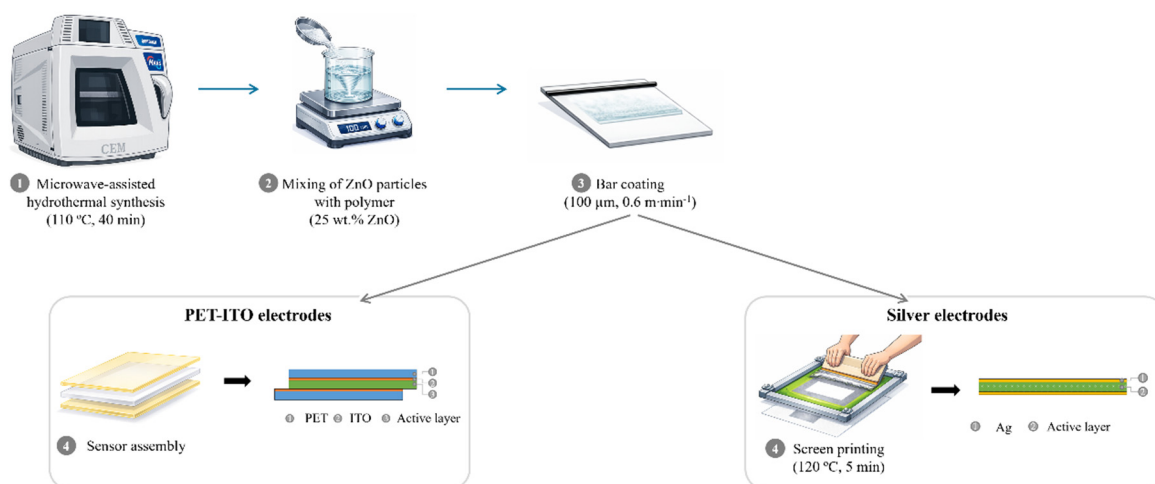 CEM
100
1 Microwave-assisted
hydrothermal synthesis
(110 ºC, 40 min)
2 Mixing of ZnO particles
with polymer
(25 wt.% ZnO)
3 Bar coating
(100 µm, 0.6 m·min⁻¹)
PET-ITO electrodes
1
2
3
1 PET 2 ITO 3 Active layer
4 Sensor assembly
Silver electrodes
1
2
1 Ag 2 Active layer
4 Screen printing
(120 ºC, 5 min)